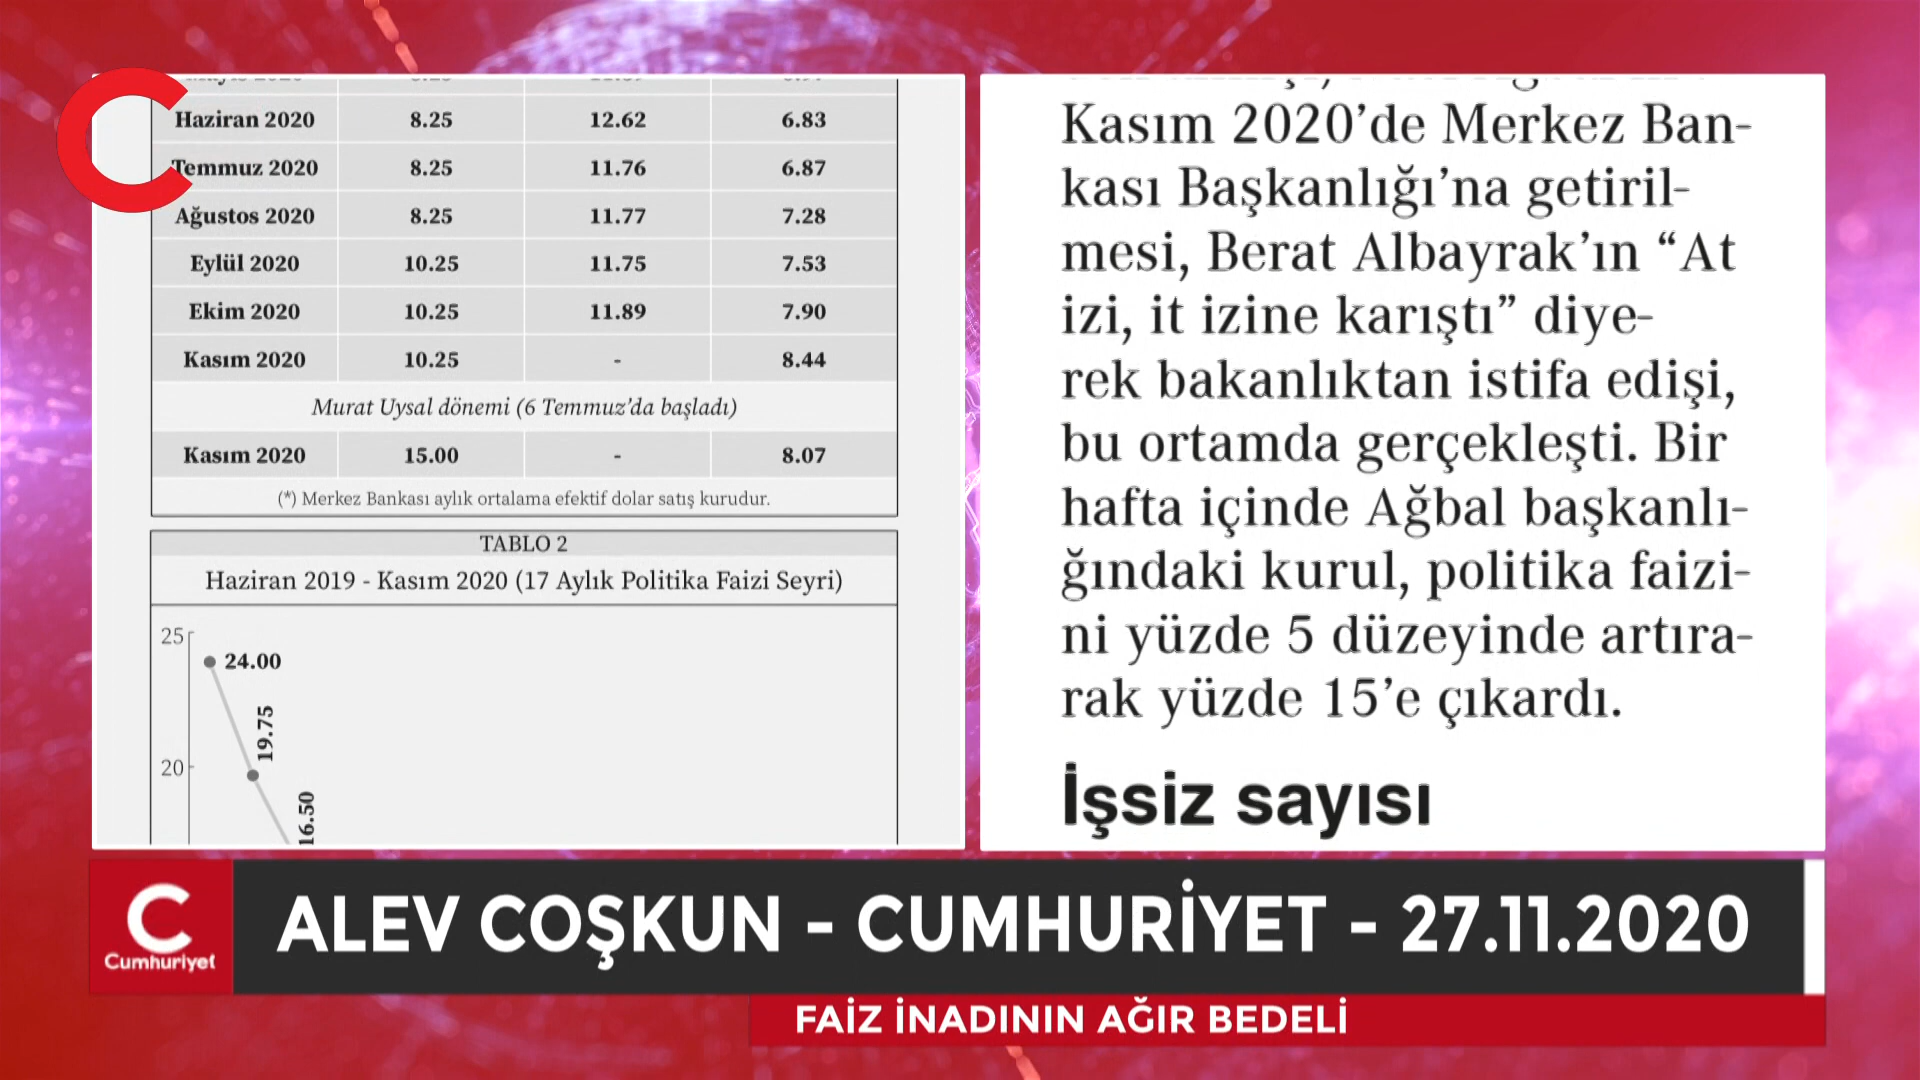 Haziran 2020 8.25 12.62 6.83
Temmuz 2020 8.25 11.76 6.87
Ağustos 2020 8.25 11.77 7.28
Eylül 2020 10.25 11.75 7.53
Ekim 2020 10.25 11.89 7.90
Kasım 2020 10.25 - 8.44
Murat Uysal dönemi (6 Temmuz’da başladı)
Kasım 2020 15.00 - 8.07
(*) Merkez Bankası aylık ortalama efektif dolar satış kurudur.
TABLO 2
Haziran 2019 - Kasım 2020 (17 Aylık Politika Faizi Seyri)
25
24.00
19.75
20
16.50
Kasım 2020’de Merkez Ban-
kası Başkanlığı’na getiril-
mesi, Berat Albayrak’ın “At
izi, it izine karıştı” diye-
rek bakanlıktan istifa edişi,
bu ortamda gerçekleşti. Bir
hafta içinde Ağbal başkanlı-
ğındaki kurul, politika faizi-
ni yüzde 5 düzeyinde artıra-
rak yüzde 15’e çıkardı.
İşsiz sayısı
Cumhuriyet
ALEV COŞKUN - CUMHURİYET - 27.11.2020
FAİZ İNADININ AĞIR BEDELİ